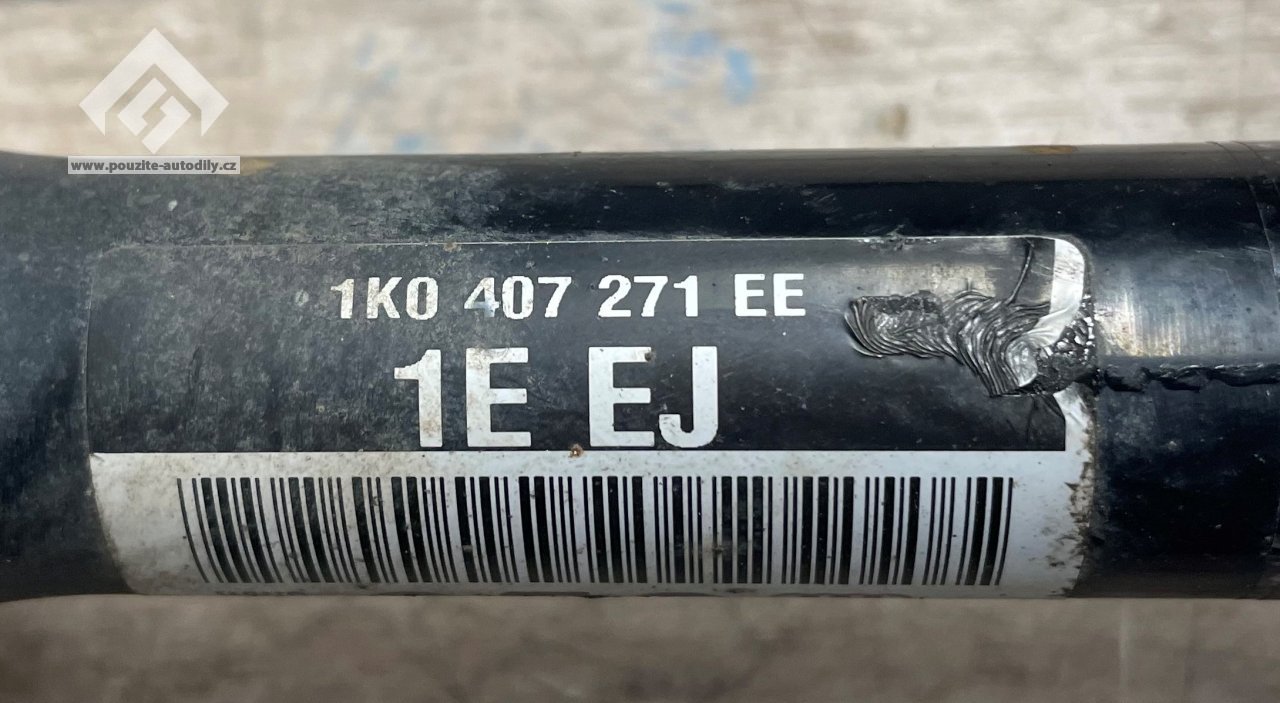 www.pouzite-autodily.cz
1K0 407 271 EE
1E EJ